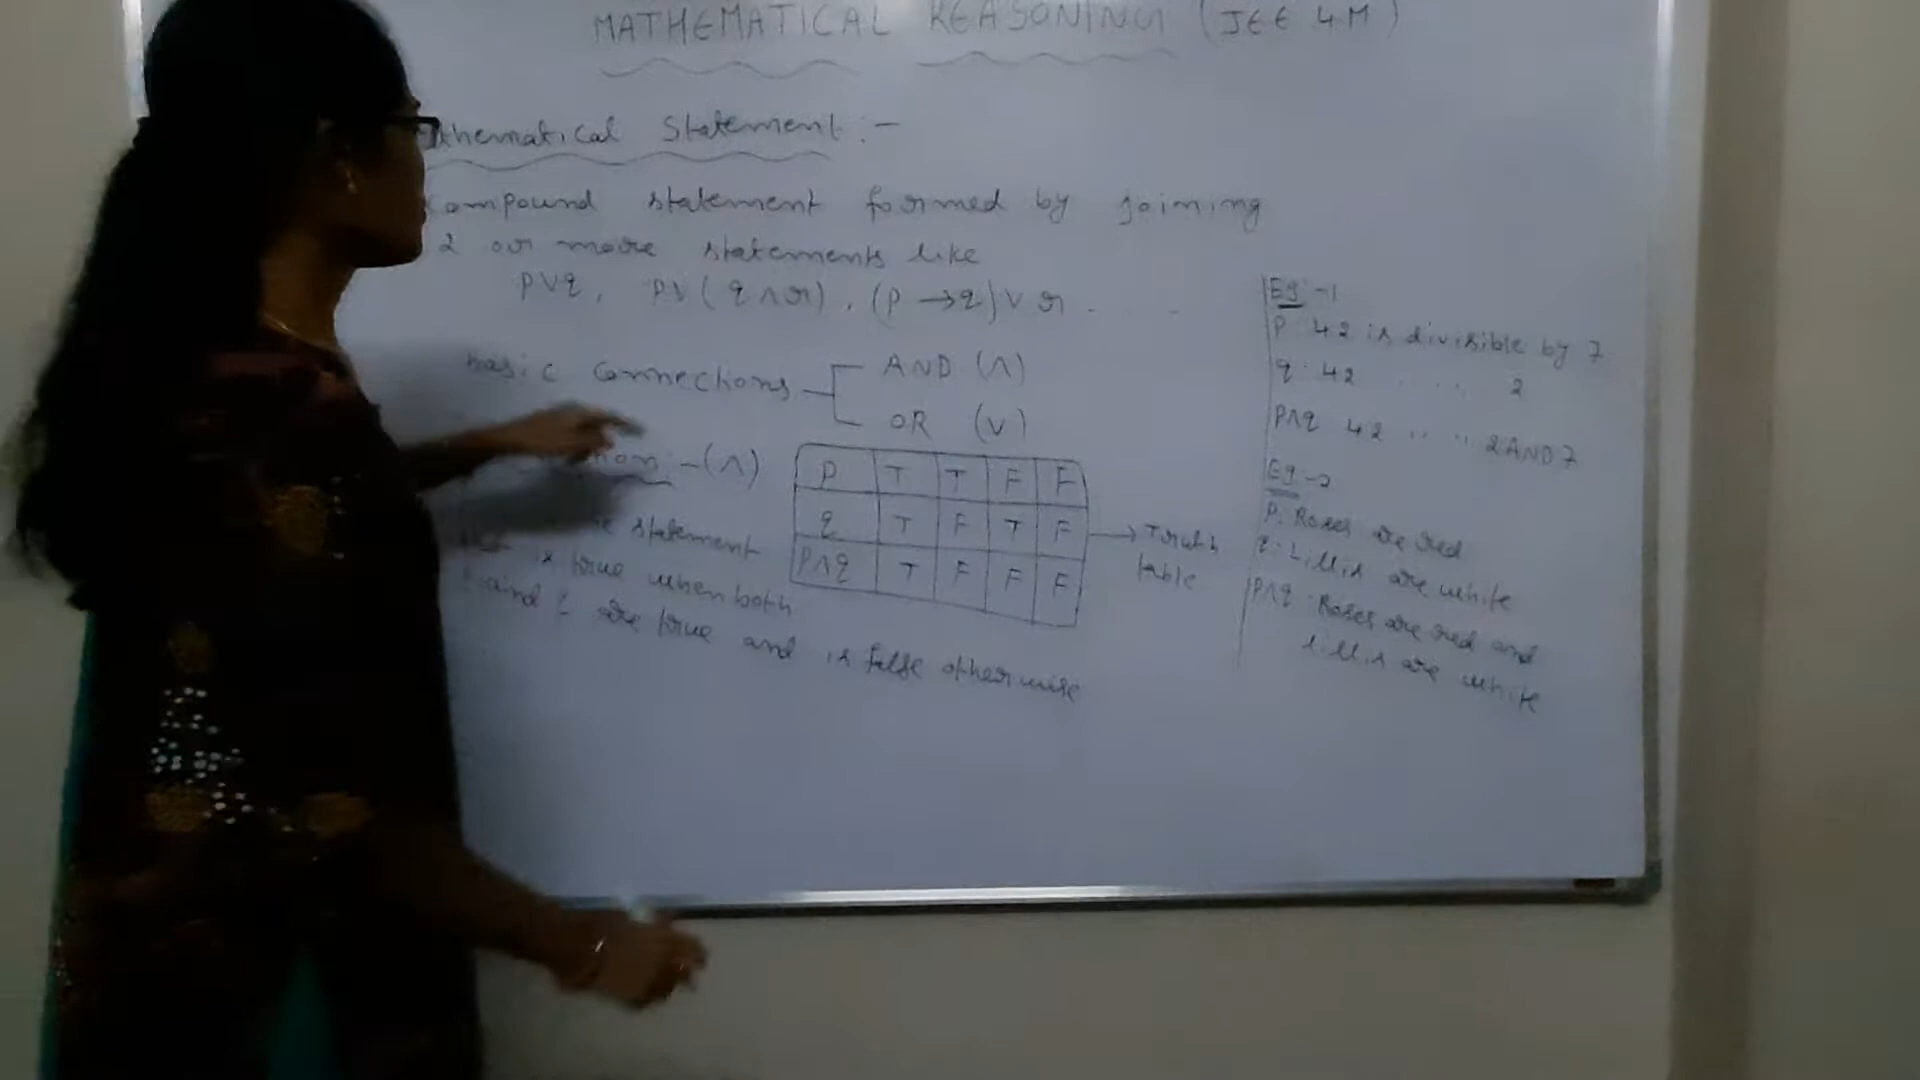 MATHEMATICAL REASONING (JEE 4M)
thematical Statement :-
compound statement formed by joining
2 or more statements like
p∨q, p∨(q∧r), (p→q)∨r . . . .
basic connections
AND (∧)
OR (∨)
tion -(∧)
statement
is true when both
and are true and is false otherwise
P T T F F
q T F T F
p∧q T F F F
→ Truth
table
Eg -1
P 42 is divisible by 7
q 42 . . . 2
P∧q 42 " " 2 AND 7
Eg -2
P: Roses are red
q: Lillis are white
P∧q : Roses are red and
lillis are white